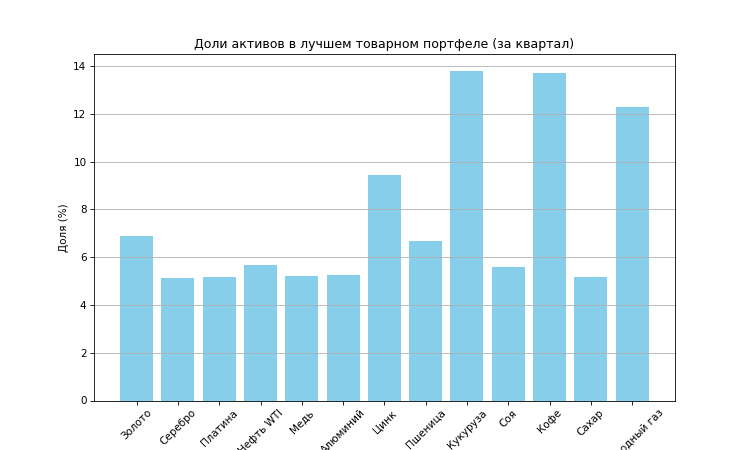 Доли активов в лучшем товарном портфеле (за квартал)
Доля (%)
14
12
10
8
6
4
2
0
Золото
Серебро
Платина
Нефть WTI
Медь
Алюминий
Цинк
Пшеница
Кукуруза
Соя
Кофе
Сахар
газ